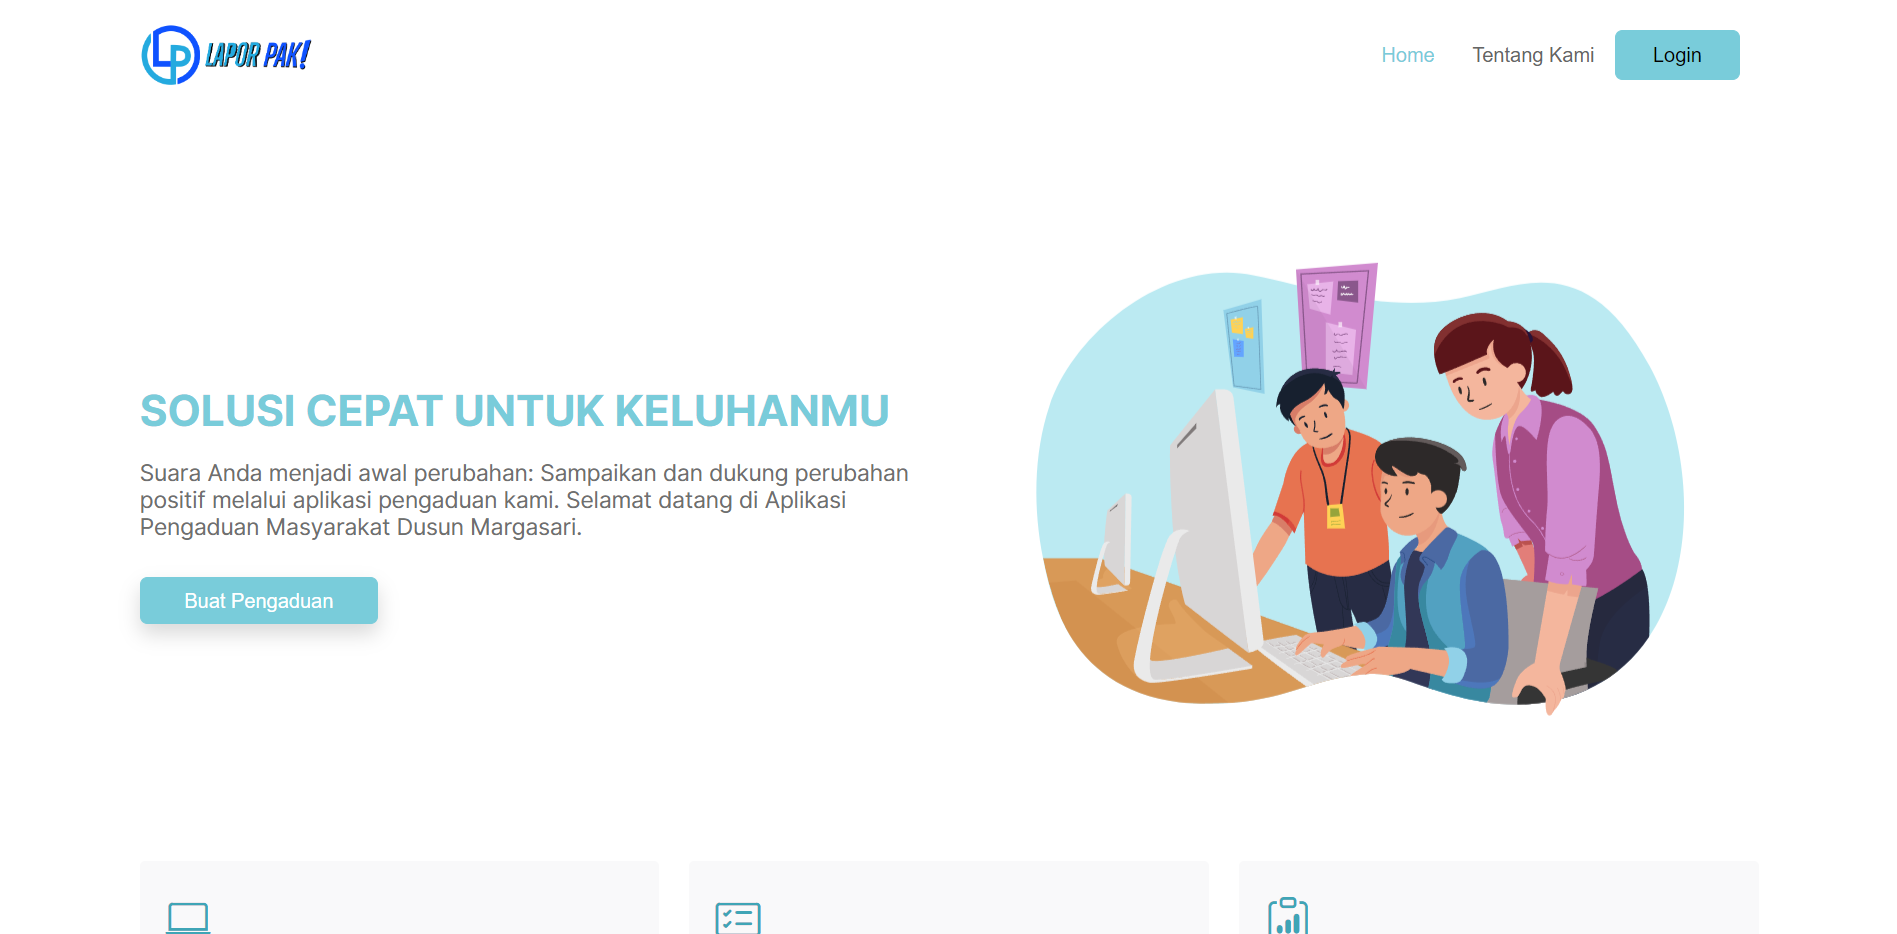 LAPOR PAK!
Home
Tentang Kami
Login
SOLUSI CEPAT UNTUK KELUHANMU
Suara Anda menjadi awal perubahan: Sampaikan dan dukung perubahan
positif melalui aplikasi pengaduan kami. Selamat datang di Aplikasi
Pengaduan Masyarakat Dusun Margasari.
Buat Pengaduan